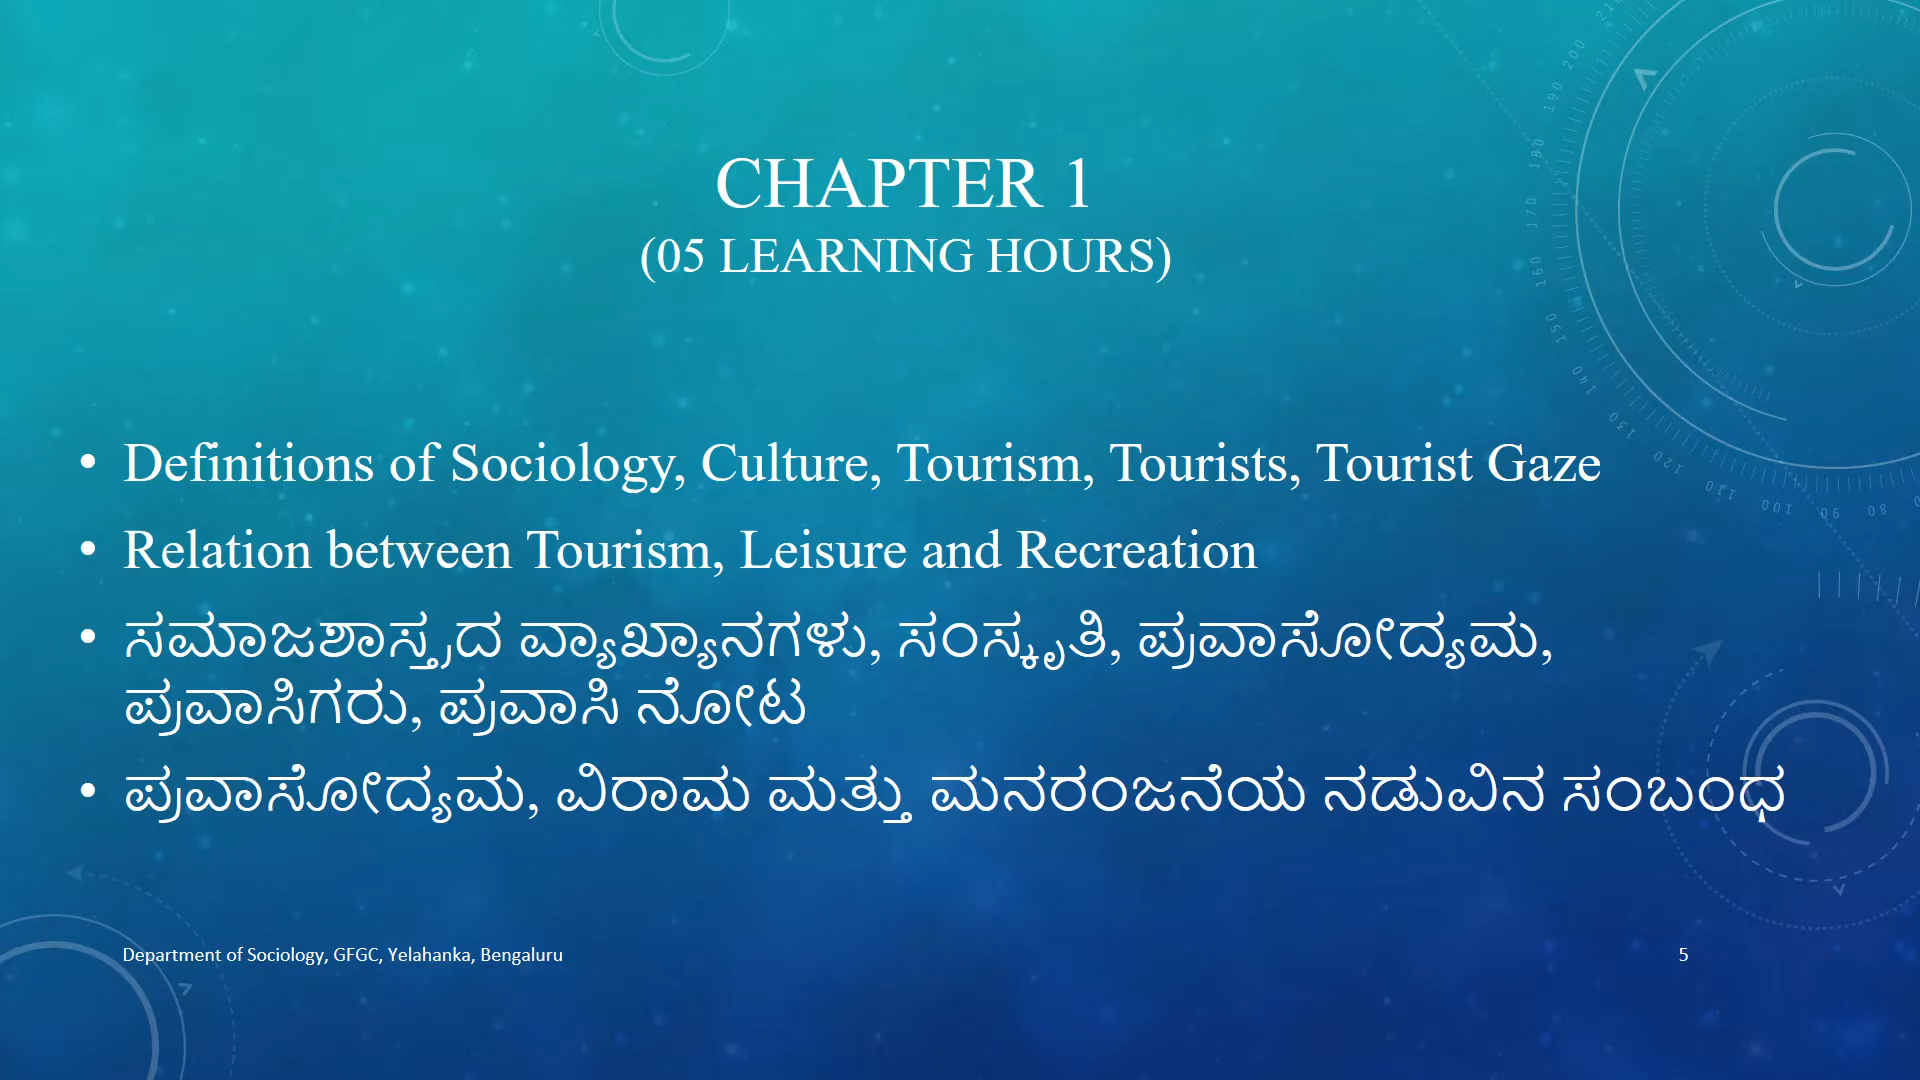 CHAPTER 1
(05 LEARNING HOURS)
• Definitions of Sociology, Culture, Tourism, Tourists, Tourist Gaze
• Relation between Tourism, Leisure and Recreation
• ಸಮಾಜಶಾಸ್ತ್ರದ ವ್ಯಾಖ್ಯಾನಗಳು, ಸಂಸ್ಕೃತಿ, ಪ್ರವಾಸೋದ್ಯಮ,
ಪ್ರವಾಸಿಗರು, ಪ್ರವಾಸಿ ನೋಟ
• ಪ್ರವಾಸೋದ್ಯಮ, ವಿರಾಮ ಮತ್ತು ಮನರಂಜನೆಯ ನಡುವಿನ ಸಂಬಂಧ
Department of Sociology, GFGC, Yelahanka, Bengaluru
5